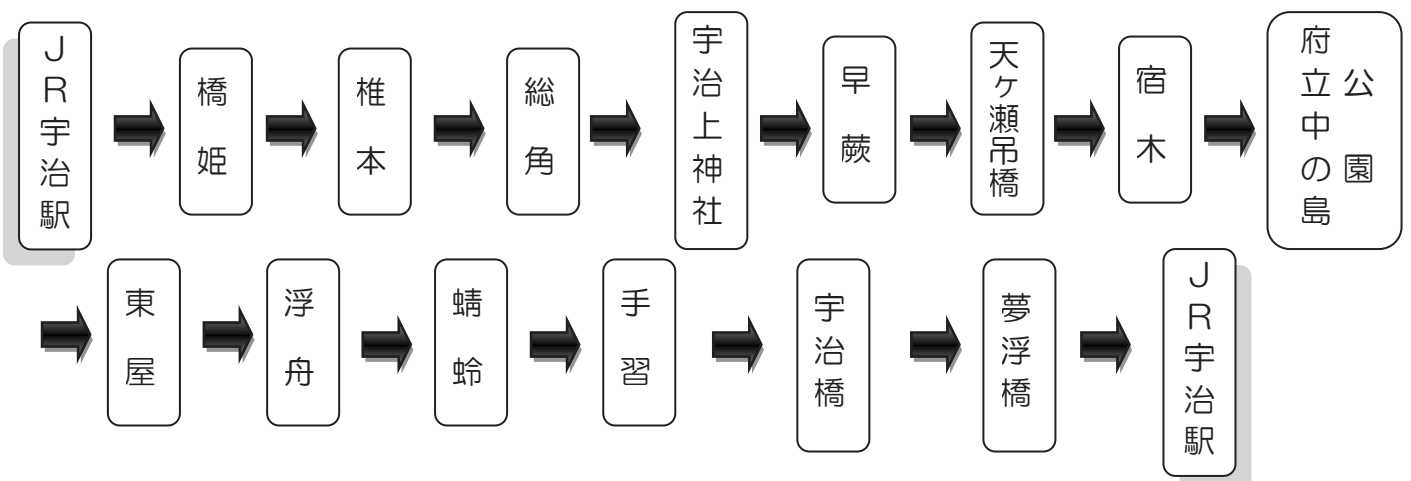 JR宇治駅
橋姫
椎本
総角
宇治上神社
早蕨
天ケ瀬吊橋
宿木
府立中の島
公園
東屋
浮舟
蜻蛉
手習
宇治橋
夢浮橋
JR宇治駅